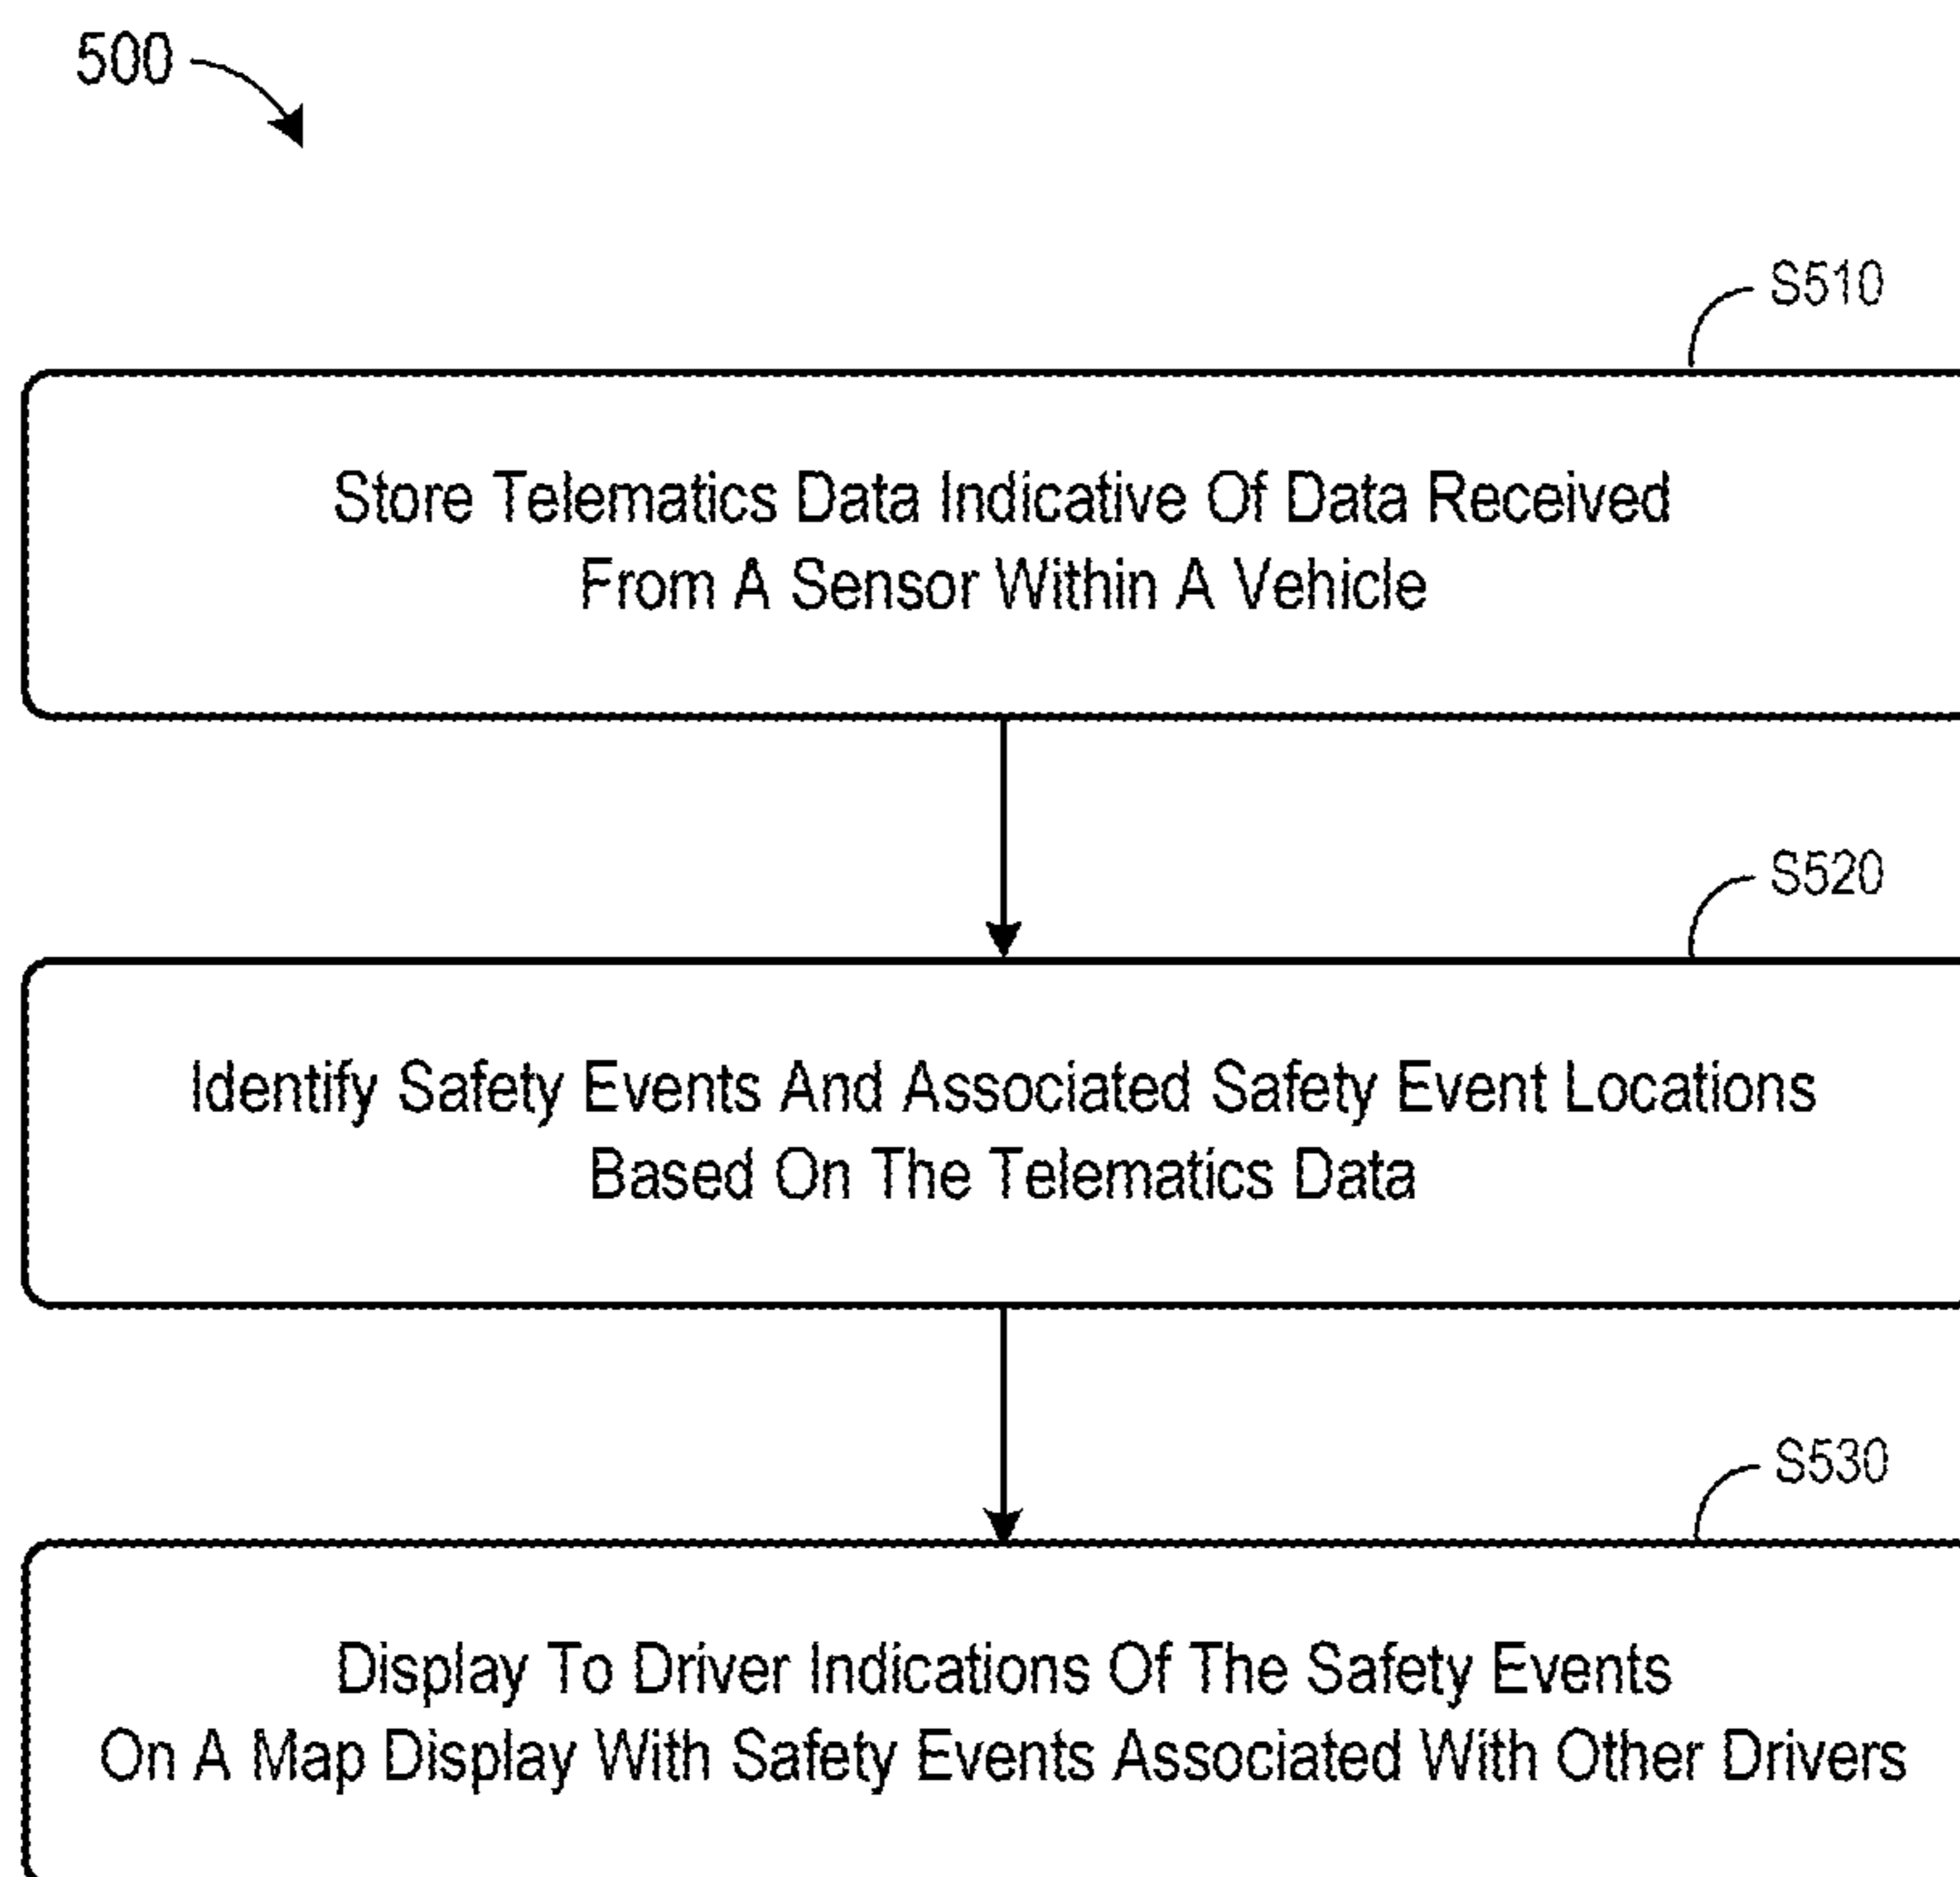 500
S510
Store Telematics Data Indicative Of Data Received
From A Sensor Within A Vehicle
S520
Identify Safety Events And Associated Safety Event Locations
Based On The Telematics Data
S530
Display To Driver Indications Of The Safety Events
On A Map Display With Safety Events Associated With Other Drivers